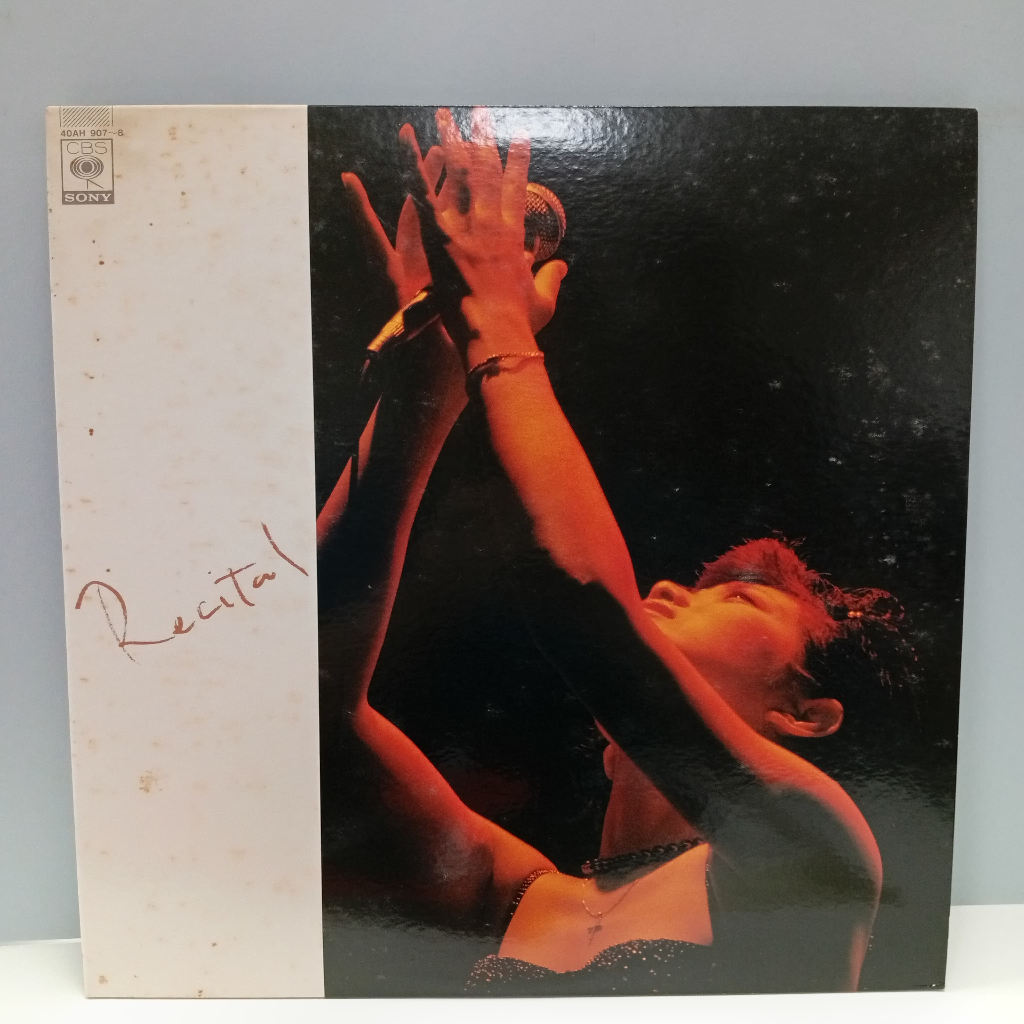 40AH 907~8
CBS
SONY
Recital